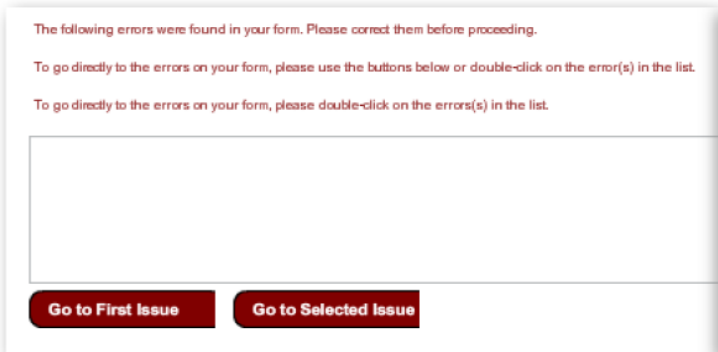 The following errors were found in your form. Please correct them before proceeding.
To go directly to the errors on your form, please use the buttons below or double-click on the error(s) in the list.
To go directly to the errors on your form, please double-click on the errors(s) in the list.
Go to First Issue
Go to Selected Issue